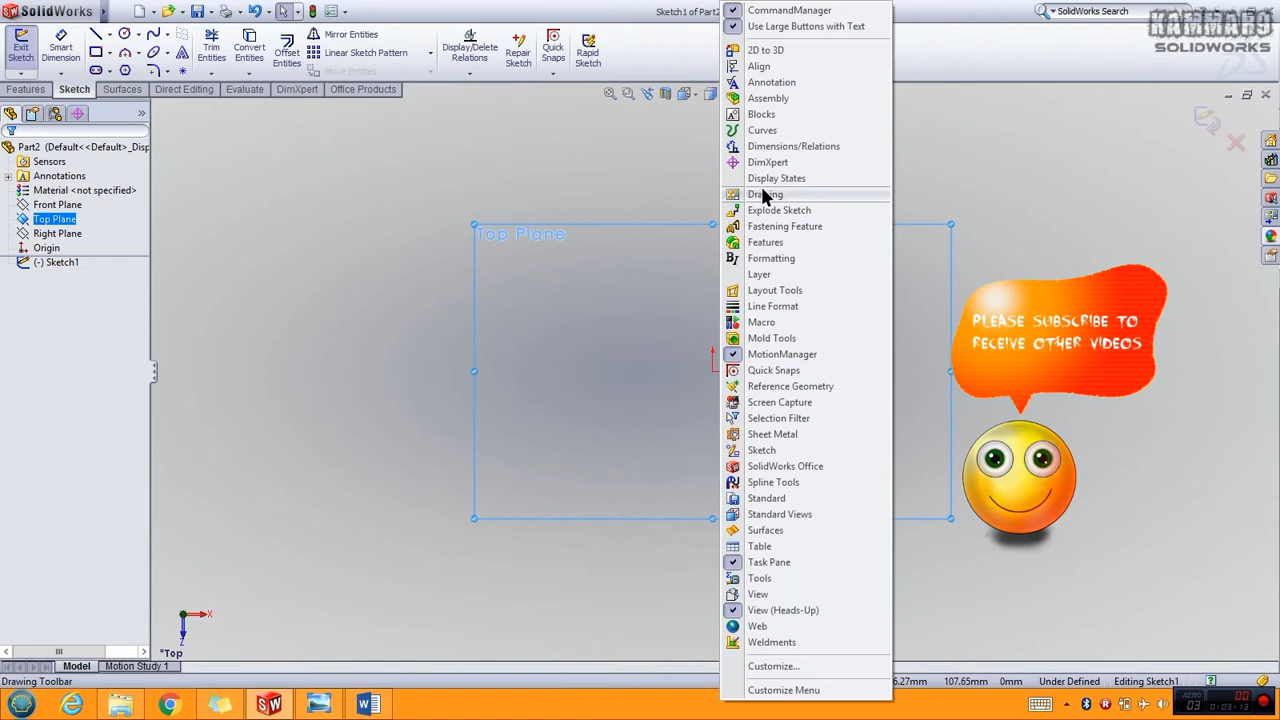 SolidWorks
Sketch1 of Part2
SolidWorks Search
KAMMARO
SOLIDWORKS
Exit Sketch
Smart Dimension
Trim Entities
Convert Entities
Offset Entities
Mirror Entities
Linear Sketch Pattern
Move Entities
Display/Delete Relations
Repair Sketch
Quick Snaps
Rapid Sketch
Features
Sketch
Surfaces
Direct Editing
Evaluate
DimXpert
Office Products
Part2 (Default<<Default>_Disp
Sensors
Annotations
Material <not specified>
Front Plane
Top Plane
Right Plane
Origin
(-) Sketch1
Top Plane
CommandManager
Use Large Buttons with Text
2D to 3D
Align
Annotation
Assembly
Blocks
Curves
Dimensions/Relations
DimXpert
Display States
Drawing
Explode Sketch
Fastening Feature
Features
Formatting
Layer
Layout Tools
Line Format
Macro
Mold Tools
MotionManager
Quick Snaps
Reference Geometry
Screen Capture
Selection Filter
Sheet Metal
Sketch
SolidWorks Office
Spline Tools
Standard
Standard Views
Surfaces
Table
Task Pane
Tools
View
View (Heads-Up)
Web
Weldments
Customize...
Customize Menu
PLEASE SUBSCRIBE TO
RECEIVE OTHER VIDEOS
X
Z
*Top
Model
Motion Study 1
Drawing Toolbar
6.27mm
107.65mm
0mm
Under Defined
Editing Sketch1
AERO
03
00
0:03:13